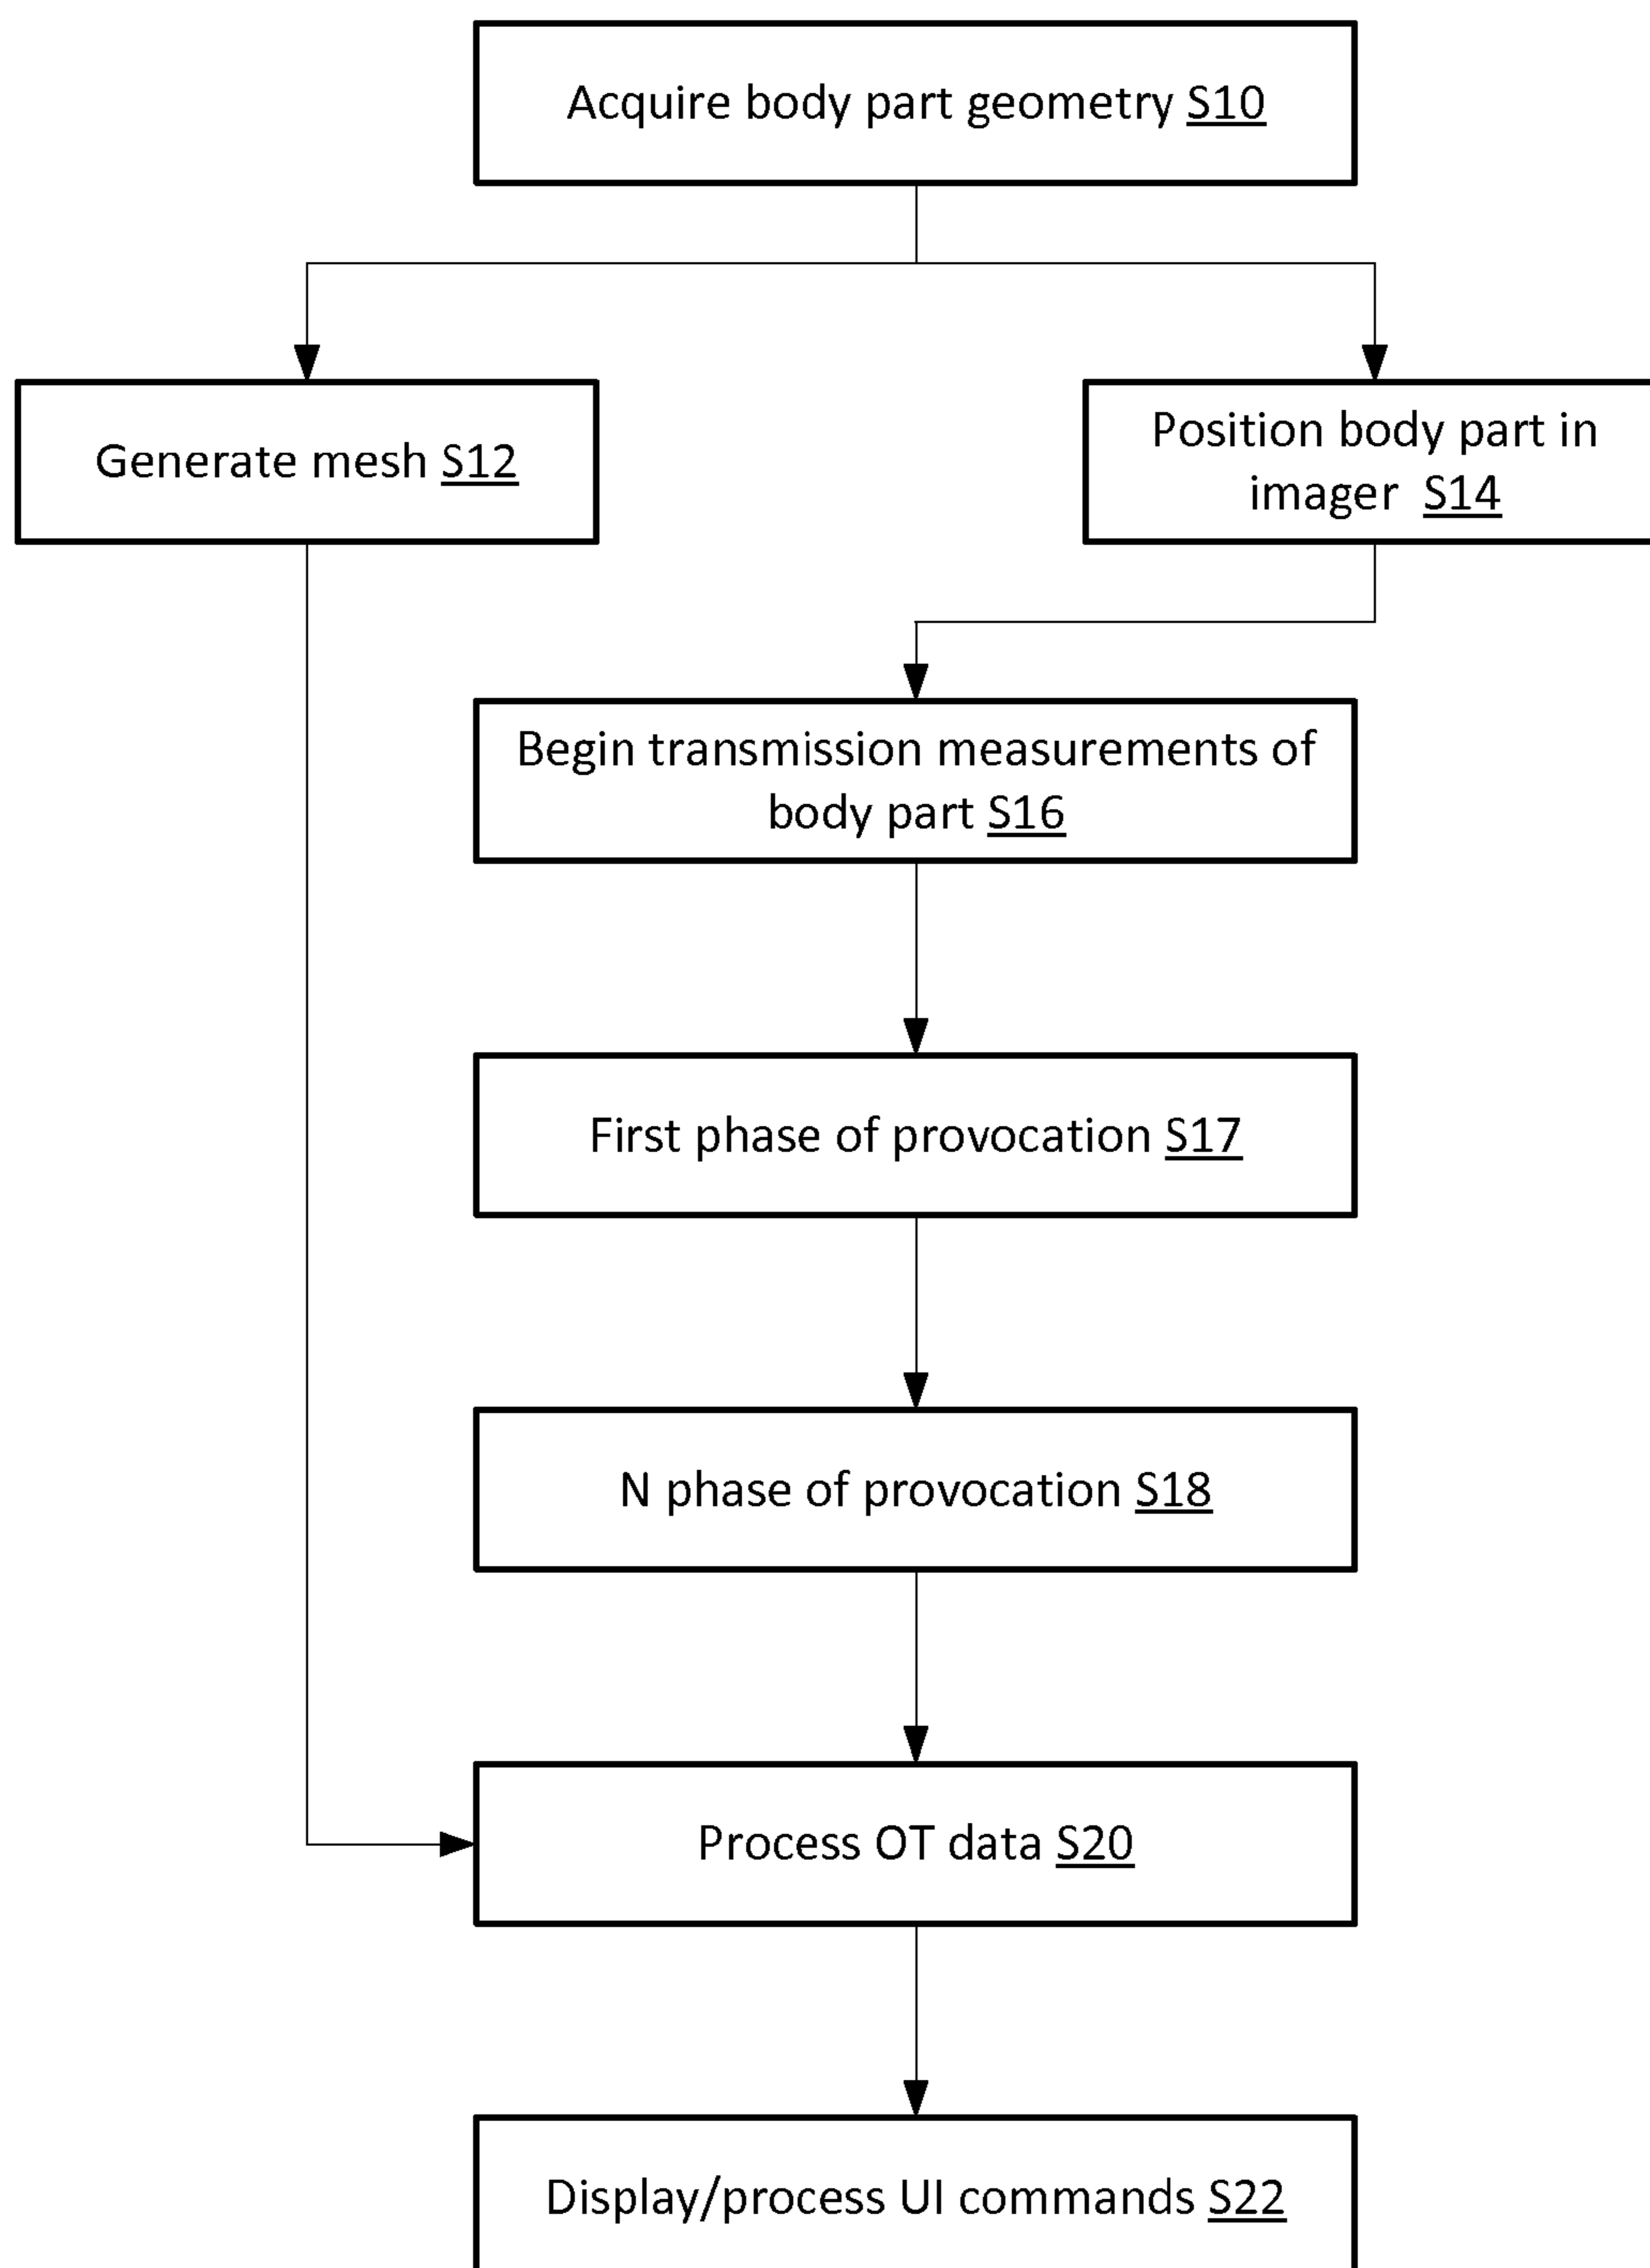 Acquire body part geometry S10
Generate mesh S12
Position body part in
imager S14
Begin transmission measurements of
body part S16
First phase of provocation S17
N phase of provocation S18
Process OT data S20
Display/process UI commands S22